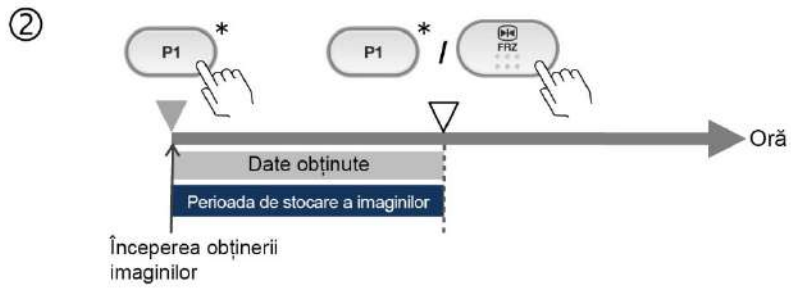 ②
P1 * P1 * / FRZ
Oră
Date obținute
Perioada de stocare a imaginilor
Începerea obținerii
imaginilor